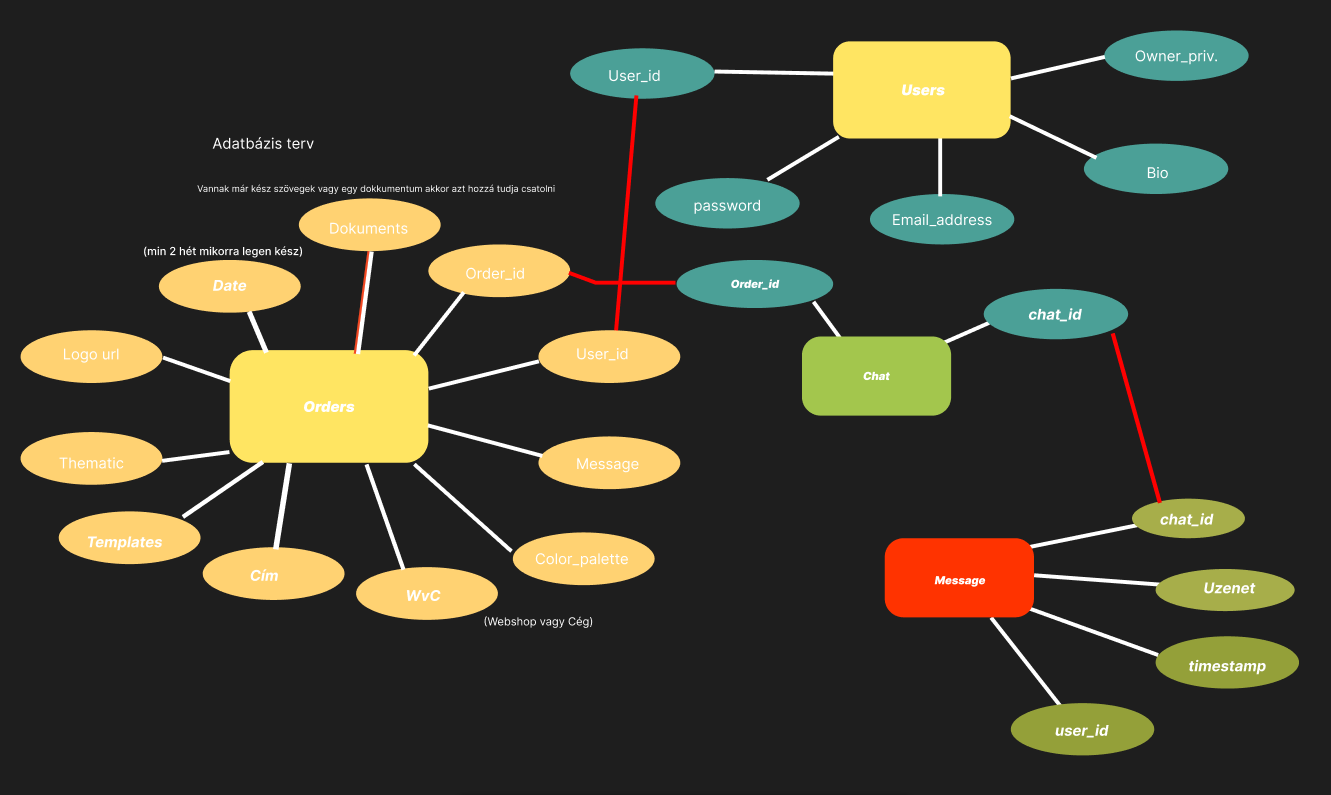 Adatbázis terv
Vannak már kész szövegek vagy egy dokkumentum akkor azt hozzá tudja csatolni
Dokuments
(min 2 hét mikorra legen kész)
Date
Order_id
Logo url
User_id
Orders
Thematic
Message
Templates
Cím
WvC
Color_palette
(Webshop vagy Cég)
User_id
Users
Owner_priv.
Bio
password
Email_address
Order_id
chat_id
Chat
chat_id
Message
Uzenet
timestamp
user_id